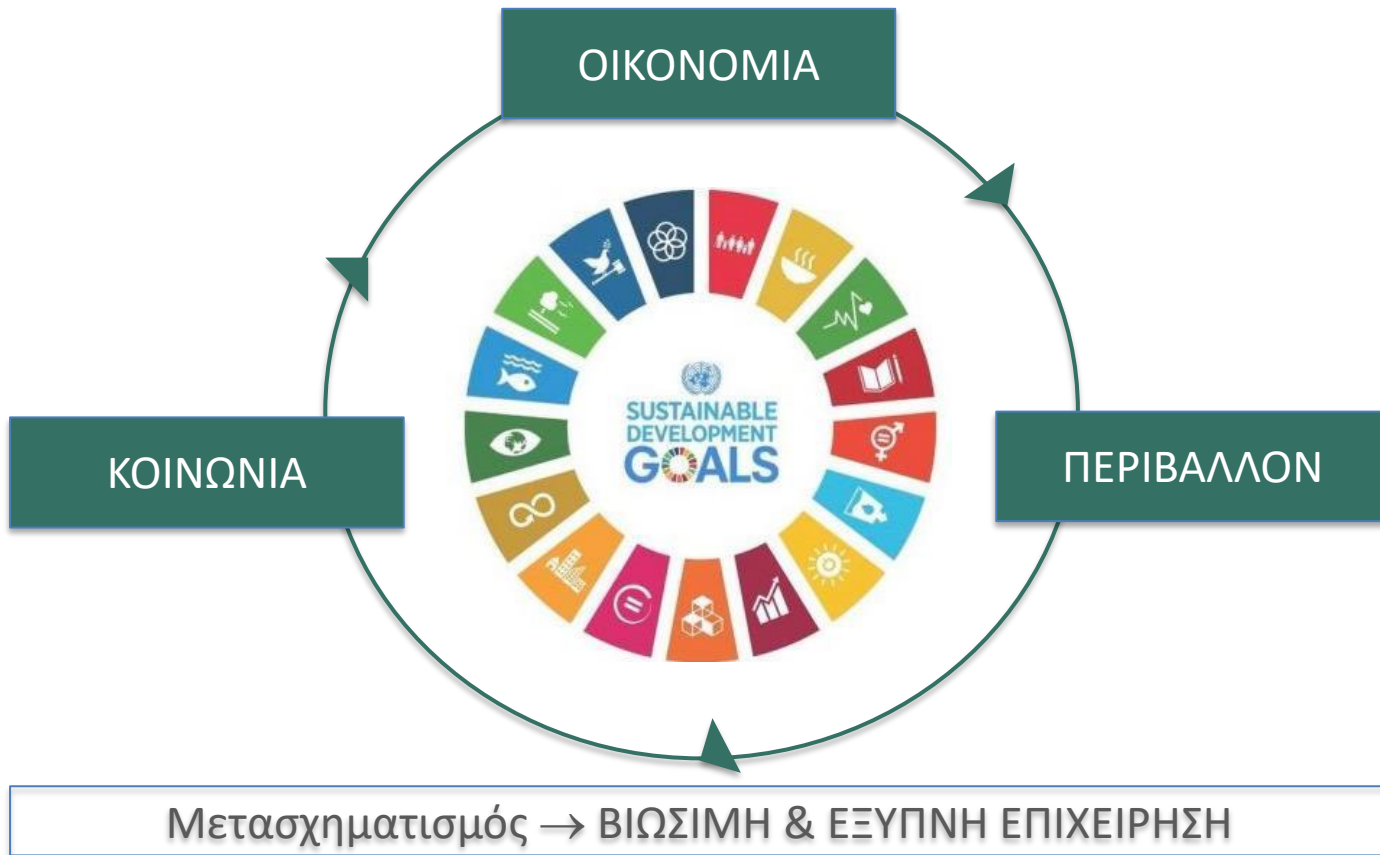 ΟΙΚΟΝΟΜΙΑ
SUSTAINABLE
DEVELOPMENT
GOALS
ΚΟΙΝΩΝΙΑ
ΠΕΡΙΒΑΛΛΟΝ
Μετασχηματισμός → ΒΙΩΣΙΜΗ & ΕΞΥΠΝΗ ΕΠΙΧΕΙΡΗΣΗ